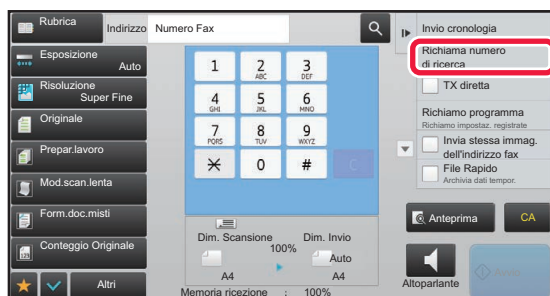 Rubrica
Indirizzo
Numero Fax
Esposizione
Auto
Risoluzione
Super Fine
Originale
Prepar.lavoro
Mod.scan.lenta
Form.doc.misti
Conteggio Originale
Altri
1
2
ABC
3
DEF
4
GHI
5
JKL
6
MNO
7
PQRS
8
TUV
9
WXYZ
0
#
C
Dim. Scansione
100%
Dim. Invio
Auto
A4
A4
Memoria ricezione : 100%
Invio cronologia
Richiama numero
di ricerca
TX diretta
Richiamo programma
Richiamo impostaz. registrate
Invia stessa immag.
dell'indirizzo fax
File Rapido
Archivia dati tempor.
Anteprima
CA
Altoparlante
Avvio